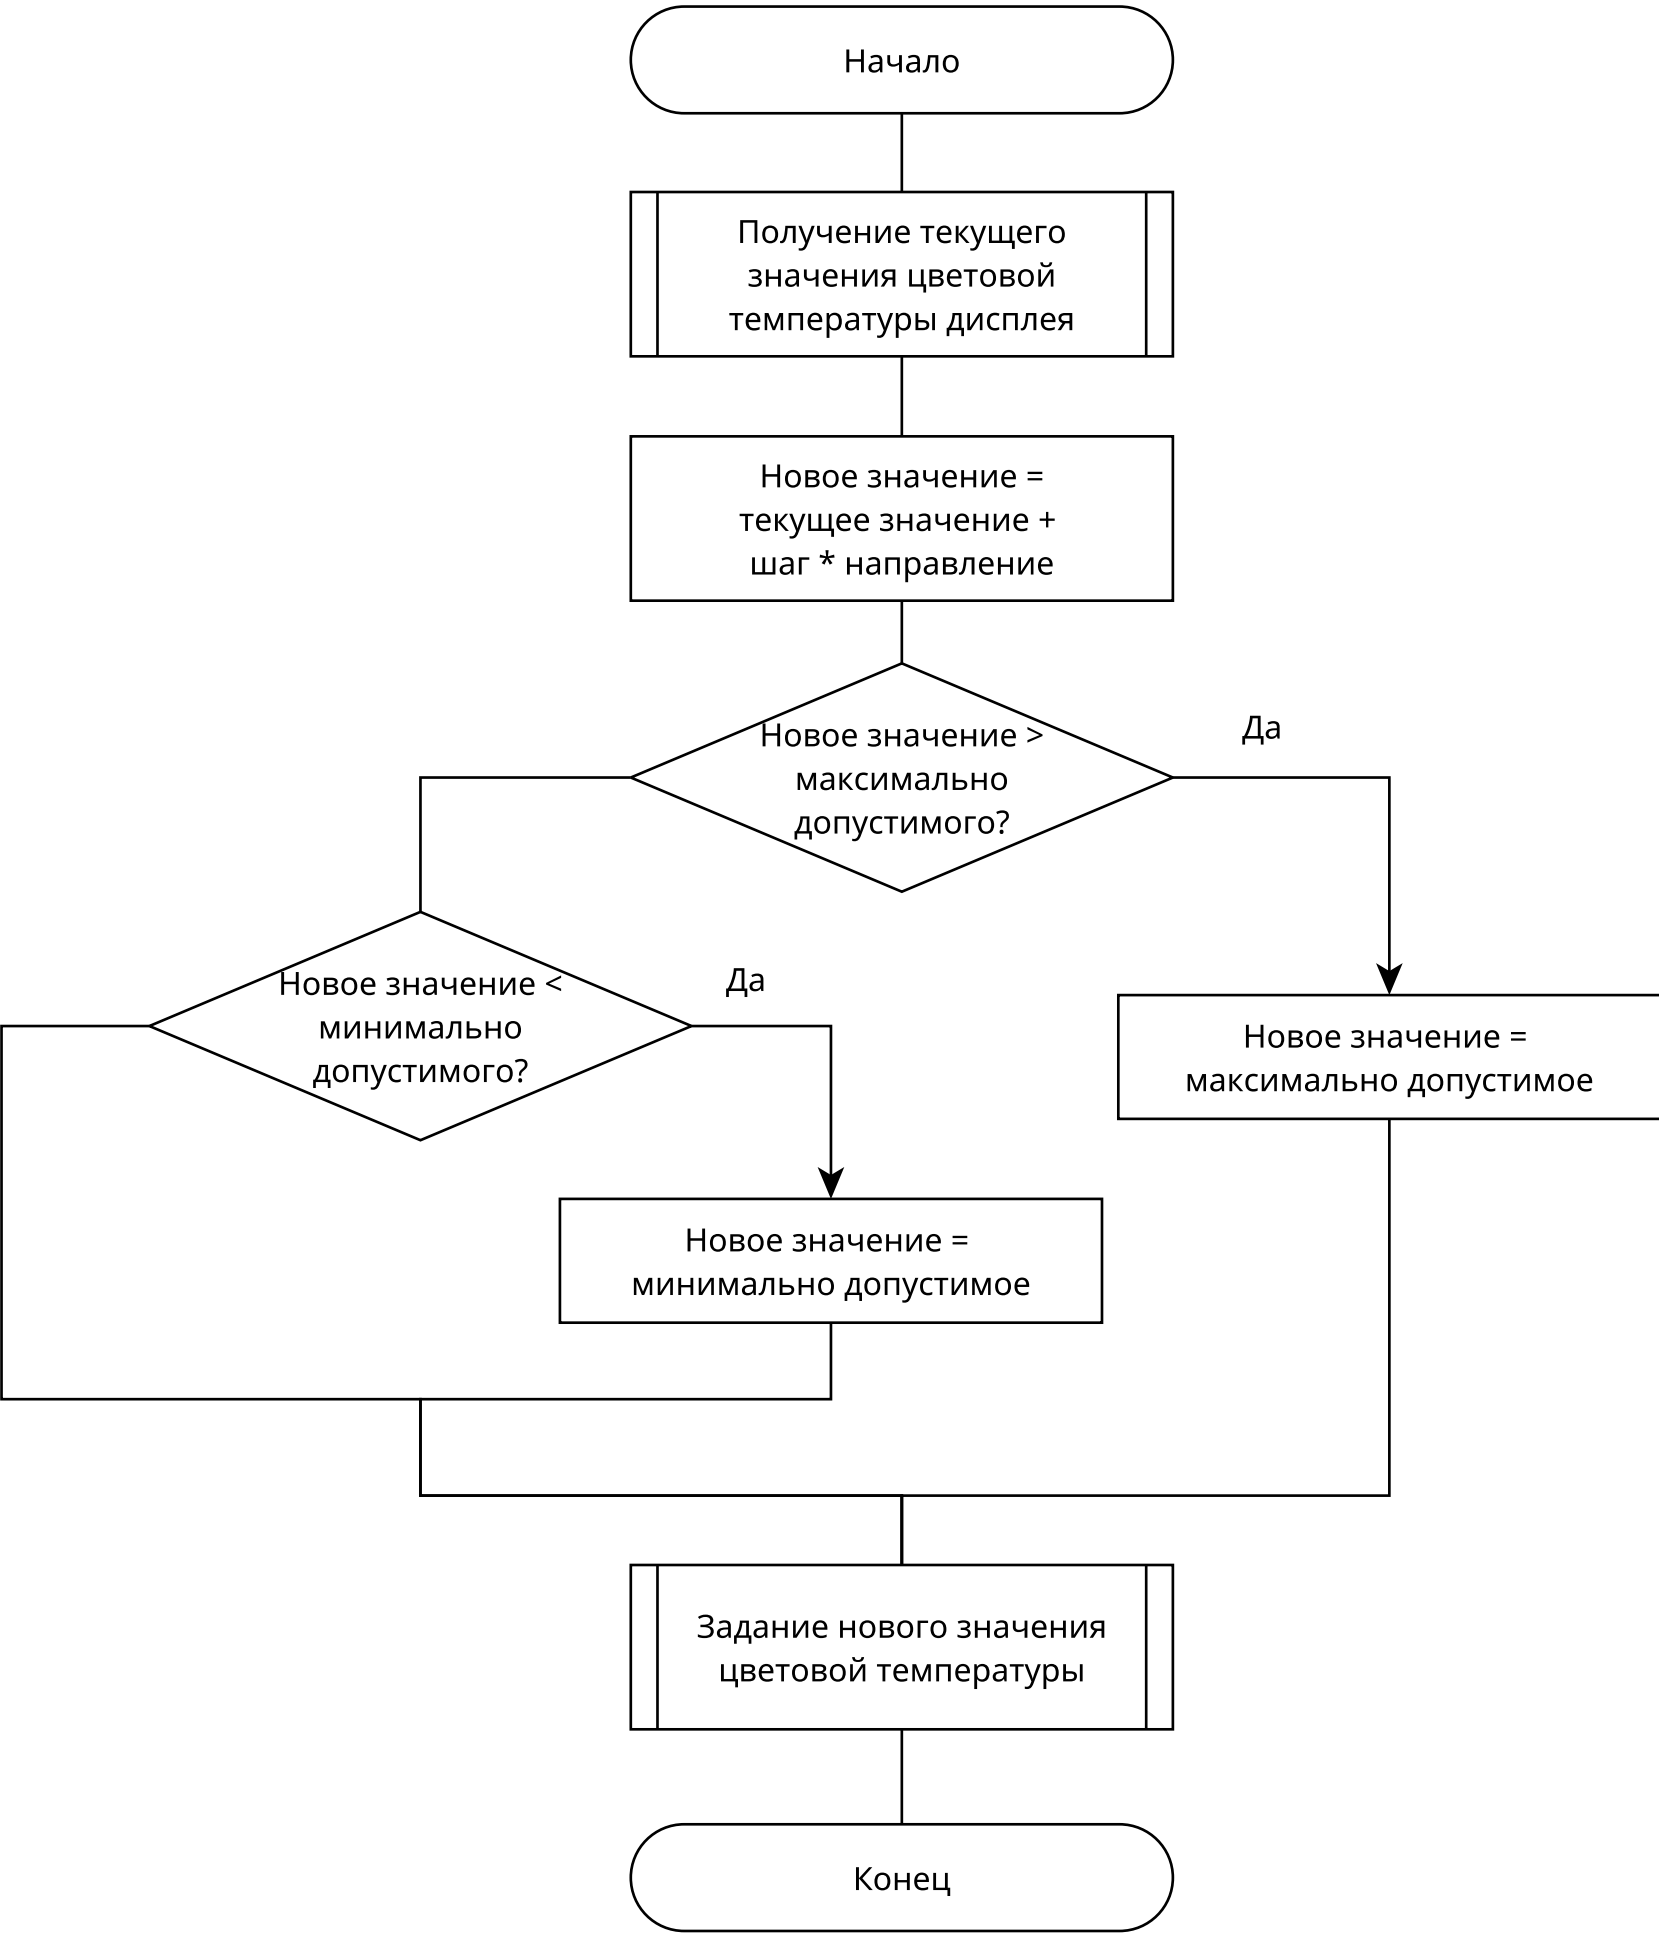 Начало
Получение текущего
значения цветовой
температуры дисплея
Новое значение =
текущее значение +
шаг * направление
Новое значение >
максимально
допустимого?
Да
Новое значение <
минимально
допустимого?
Да
Новое значение =
максимально допустимое
Новое значение =
минимально допустимое
Задание нового значения
цветовой температуры
Конец